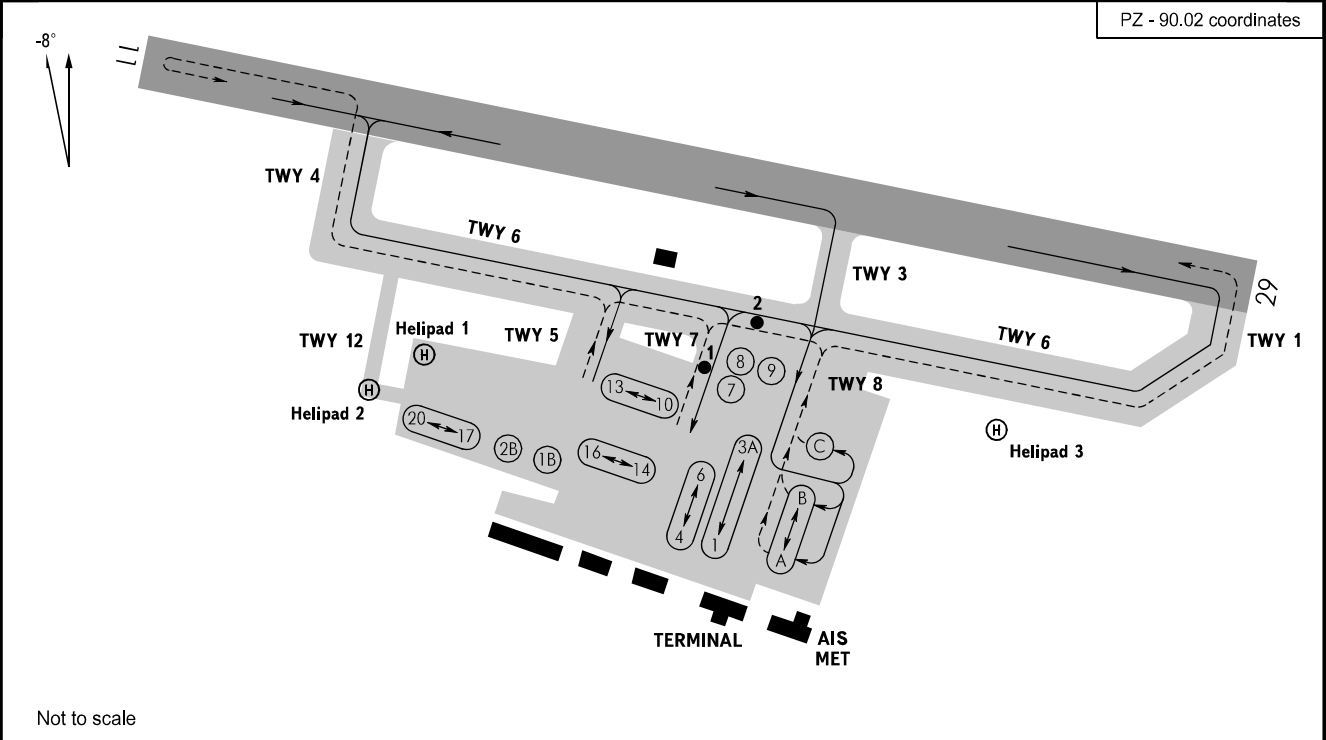 PZ - 90.02 coordinates
-8°
11
TWY 4
TWY 6
TWY 3
29
2
TWY 6
TWY 1
TWY 12
Helipad 1
TWY 5
TWY 7
1
8
9
7
TWY 8
H
H
Helipad 2
13
10
20
17
2B
1B
16
14
6
3A
C
H
Helipad 3
B
4
1
A
TERMINAL
AIS
MET
Not to scale